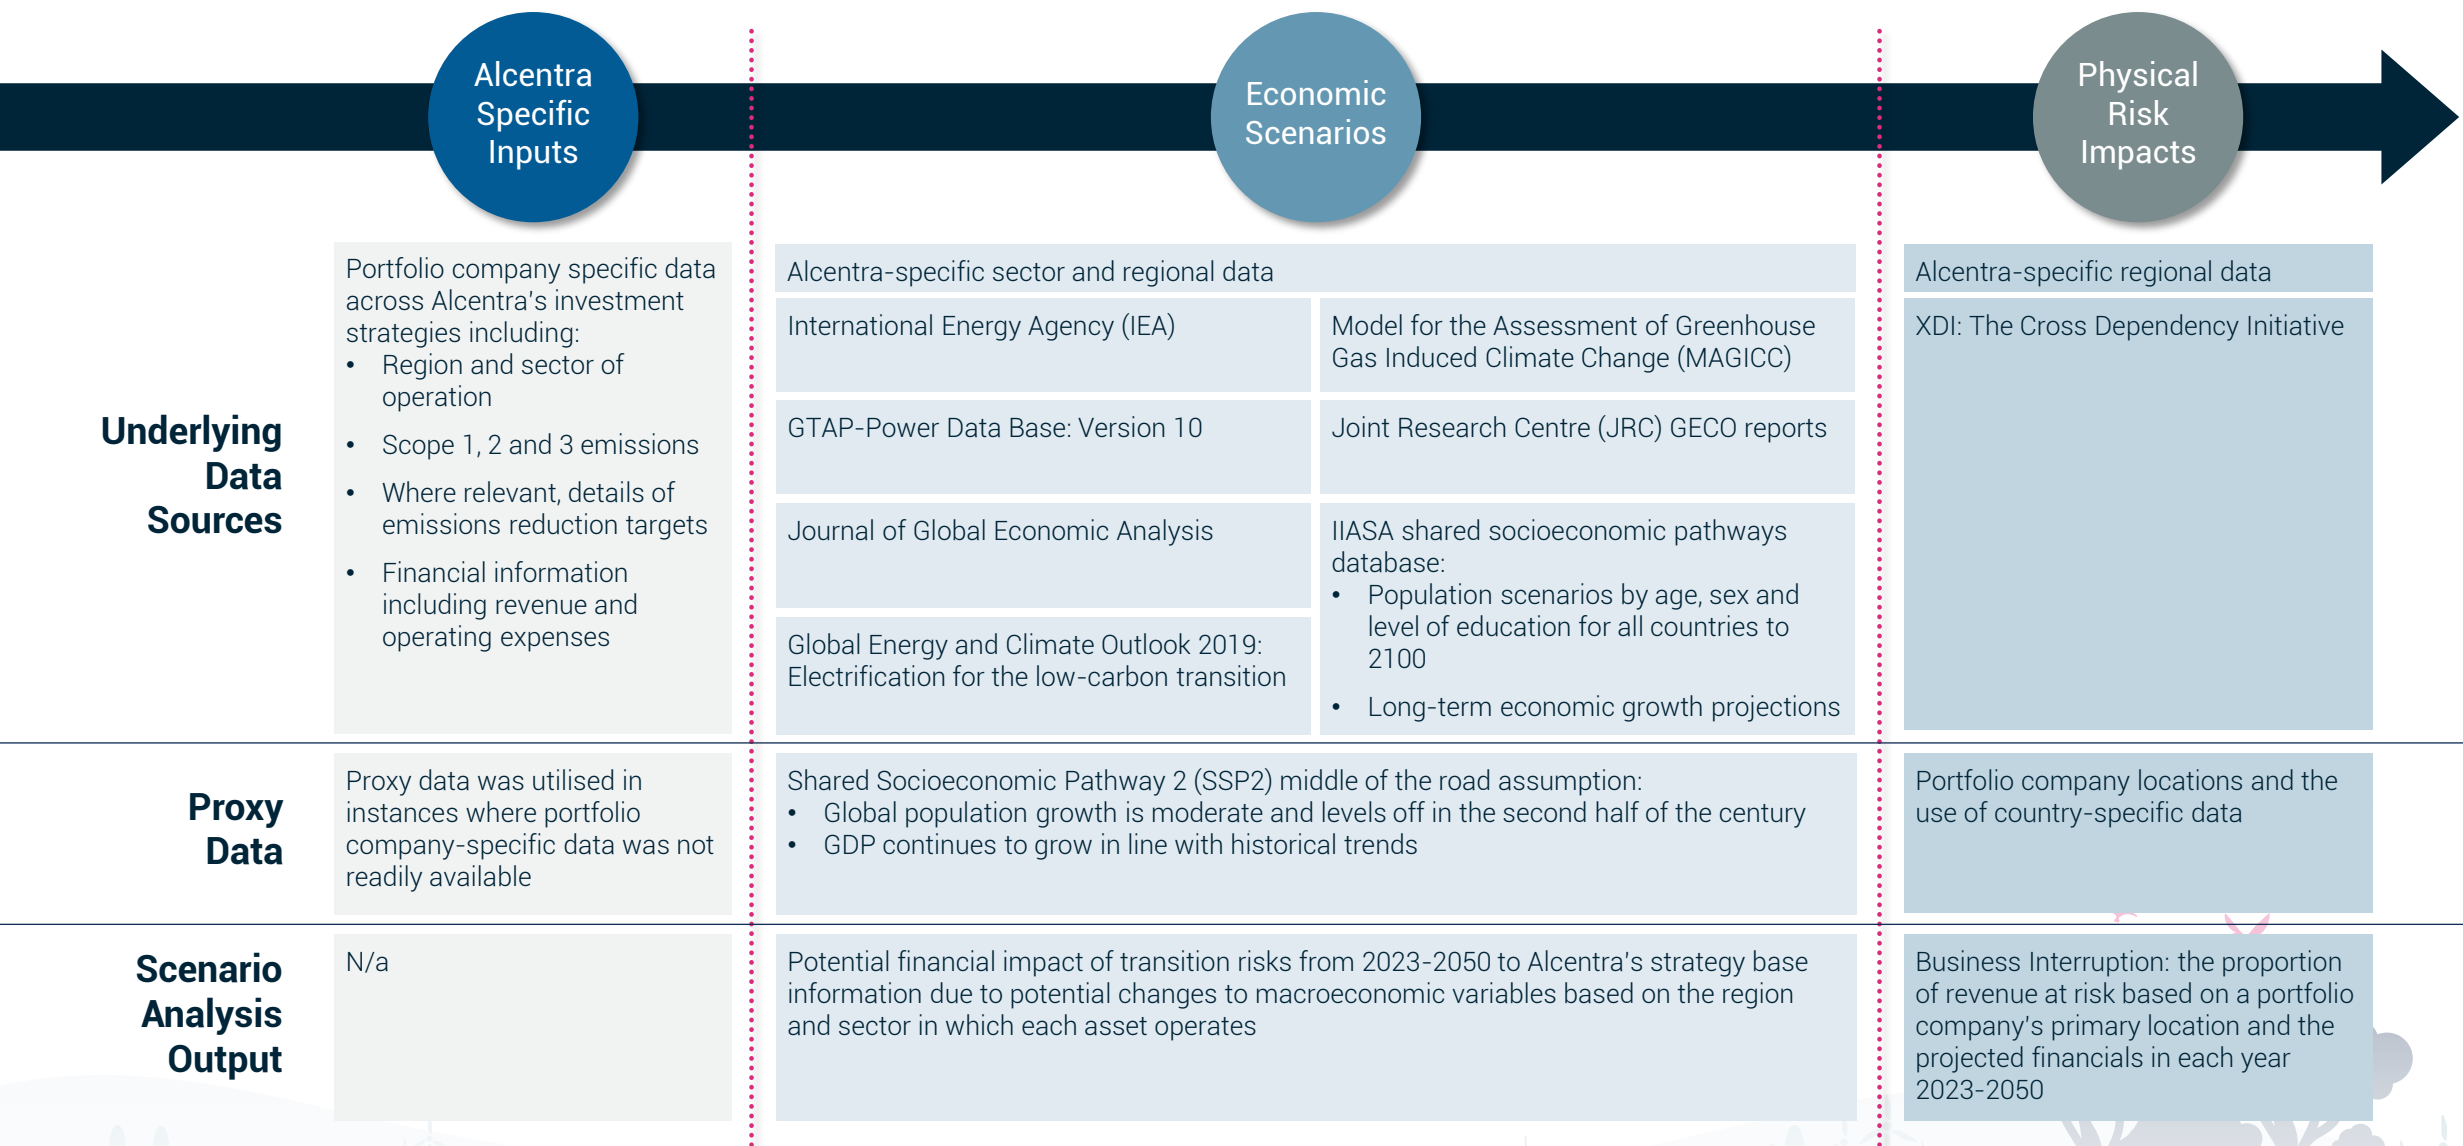 Alcentra
Specific
Inputs
Economic
Scenarios
Physical
Risk
Impacts
Underlying
Data
Sources
Portfolio company specific data
across Alcentra's investment
strategies including:
• Region and sector of
operation
• Scope 1, 2 and 3 emissions
• Where relevant, details of
emissions reduction targets
• Financial information
including revenue and
operating expenses
Alcentra-specific sector and regional data
International Energy Agency (IEA)
Model for the Assessment of Greenhouse
Gas Induced Climate Change (MAGICC)
GTAP-Power Data Base: Version 10
Joint Research Centre (JRC) GECO reports
Journal of Global Economic Analysis
IIASA shared socioeconomic pathways
database:
• Population scenarios by age, sex and
level of education for all countries to
2100
• Long-term economic growth projections
Global Energy and Climate Outlook 2019:
Electrification for the low-carbon transition
Alcentra-specific regional data
XDI: The Cross Dependency Initiative
Proxy
Data
Proxy data was utilised in
instances where portfolio
company-specific data was not
readily available
Shared Socioeconomic Pathway 2 (SSP2) middle of the road assumption:
• Global population growth is moderate and levels off in the second half of the century
• GDP continues to grow in line with historical trends
Portfolio company locations and the
use of country-specific data
Scenario
Analysis
Output
N/a
Potential financial impact of transition risks from 2023-2050 to Alcentra's strategy base
information due to potential changes to macroeconomic variables based on the region
and sector in which each asset operates
Business Interruption: the proportion
of revenue at risk based on a portfolio
company's primary location and the
projected financials in each year
2023-2050